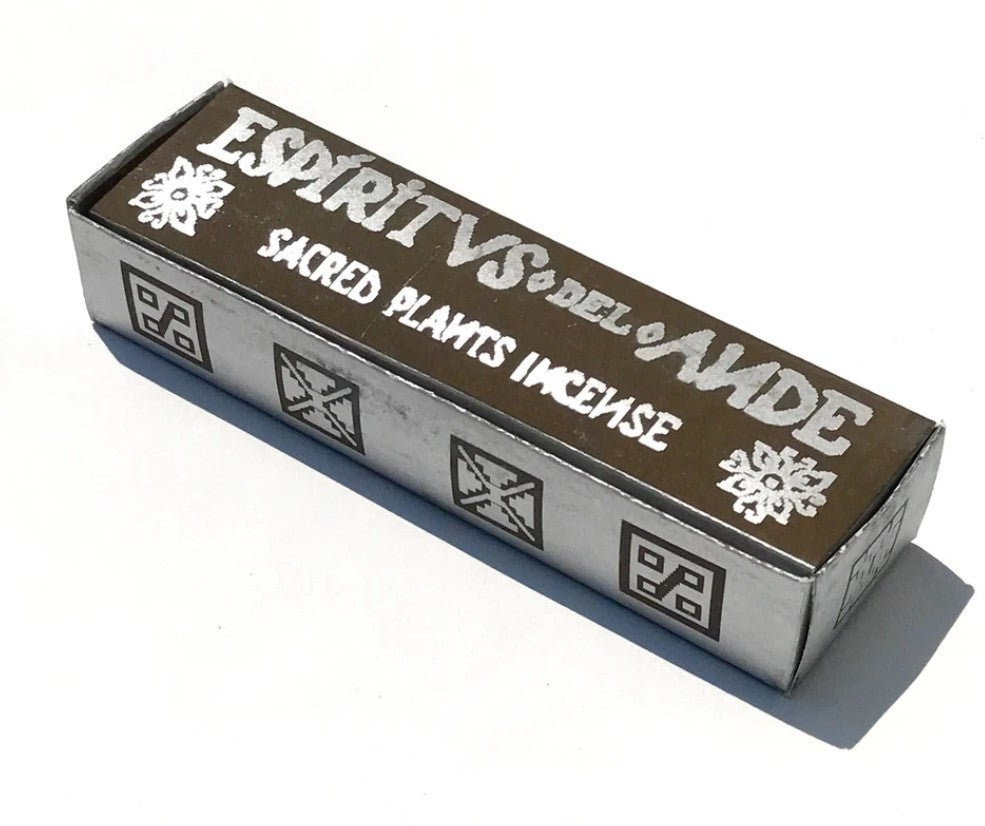 ESPÍRITVS DEL ANDE
SACRED PLANTS INCENSE